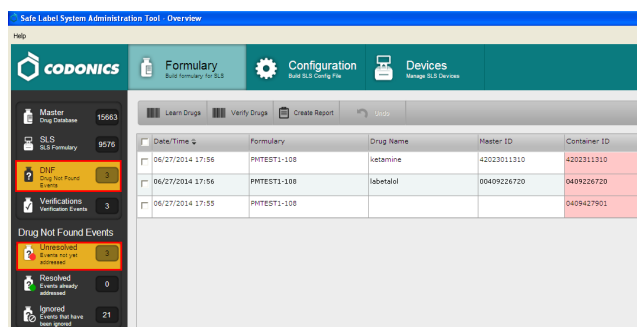 Safe Label System Administration Tool - Overview
Help
CODONICS
Formulary
Build formulary for SLS
Configuration
Build SLS Config File
Devices
Manage SLS Devices
Master
Drug Database
15663
SLS
SLS Formulary
9576
DNF
Drug Not Found
Events
3
Verifications
Verification Events
3
Drug Not Found Events
Unresolved
Events not yet
addressed
3
Resolved
Events already
addressed
0
Ignored
Events that have
been ignored
21
Learn Drugs Verify Drugs Create Report Undo
Date/Time Formulary Drug Name Master ID Container ID
06/27/2014 17:56 PMTEST1-108 ketamine 42023011310 4202311310
06/27/2014 17:56 PMTEST1-108 labetalol 00409226720 0409226720
06/27/2014 17:55 PMTEST1-108 0409427901